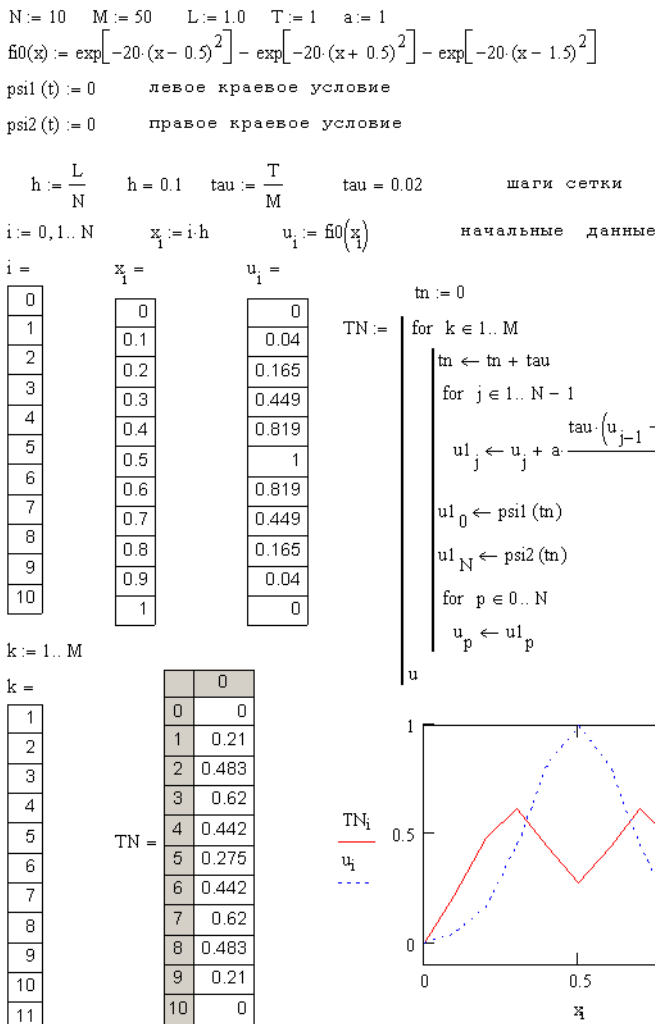 N := 10 M := 50 L := 1.0 T := 1 a := 1
fi0(x) := exp[-20·(x - 0.5)^2] - exp[-20·(x + 0.5)^2] - exp[-20·(x - 1.5)^2]
psi1 (t) := 0 левое краевое условие
psi2 (t) := 0 правое краевое условие
h := L/N h = 0.1 tau := T/M tau = 0.02 шаги сетки
i := 0, 1.. N x_i := i·h u_i := fi0(x_i) начальные данные
i = x_i = u_i =
0 0 0
1 0.1 0.04
2 0.2 0.165
3 0.3 0.449
4 0.4 0.819
5 0.5 1
6 0.6 0.819
7 0.7 0.449
8 0.8 0.165
9 0.9 0.04
10 1 0
tn := 0
TN := for k ∈ 1.. M
tn ← tn + tau
for j ∈ 1.. N - 1
u1_j ← u_j + a· tau·(u_{j-1} -
u1_0 ← psi1 (tn)
u1_N ← psi2 (tn)
for p ∈ 0.. N
u_p ← u1_p
u
k := 1.. M
k =
1
2
3
4
5
6
7
8
9
10
11
TN =
0
0 0
1 0.21
2 0.483
3 0.62
4 0.442
5 0.275
6 0.442
7 0.62
8 0.483
9 0.21
10 0
TN_i
u_i
1
0.5
0
0 0.5
x_i